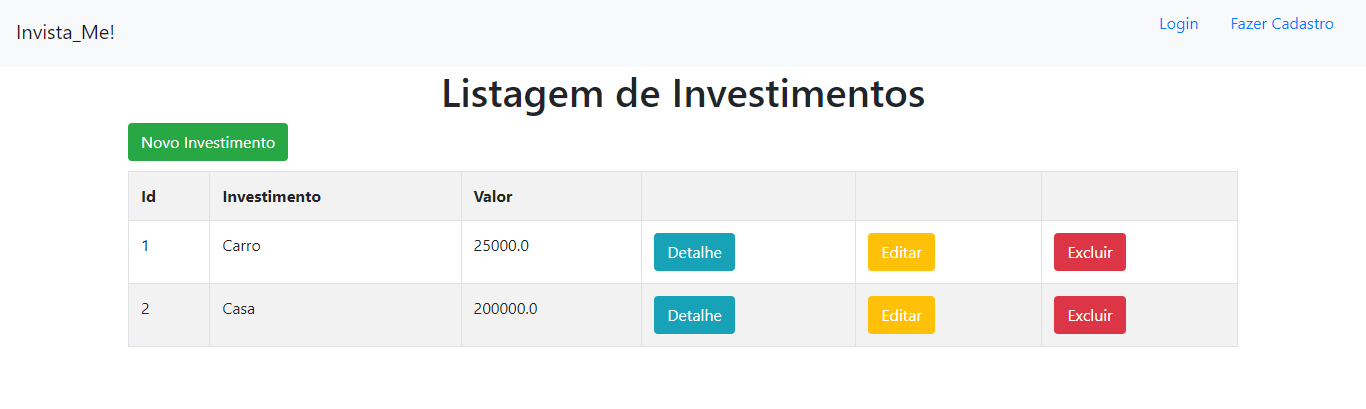 Invista_Me! Login Fazer Cadastro
Listagem de Investimentos
Novo Investimento
Id Investimento Valor
1 Carro 25000.0 Detalhe Editar Excluir
2 Casa 200000.0 Detalhe Editar Excluir